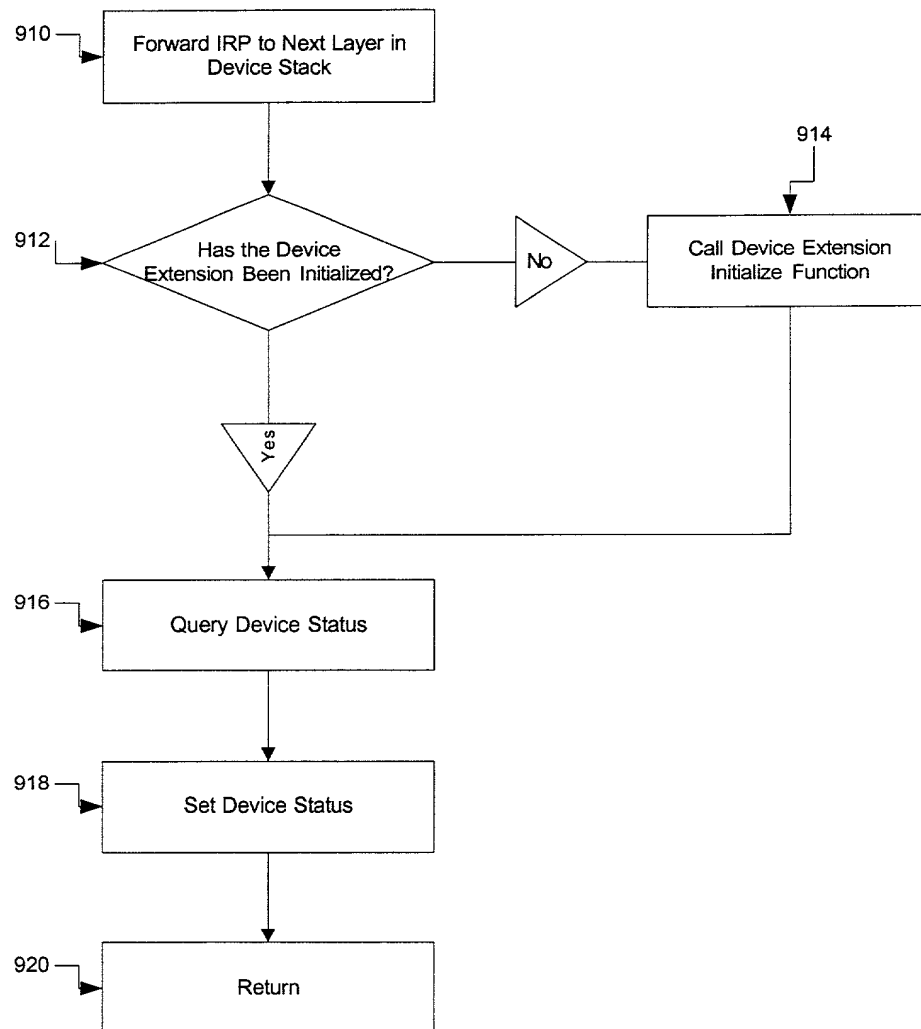 910
Forward IRP to Next Layer in
Device Stack
914
912
Has the Device
Extension Been Initialized?
No
Call Device Extension
Initialize Function
Yes
916
Query Device Status
918
Set Device Status
920
Return